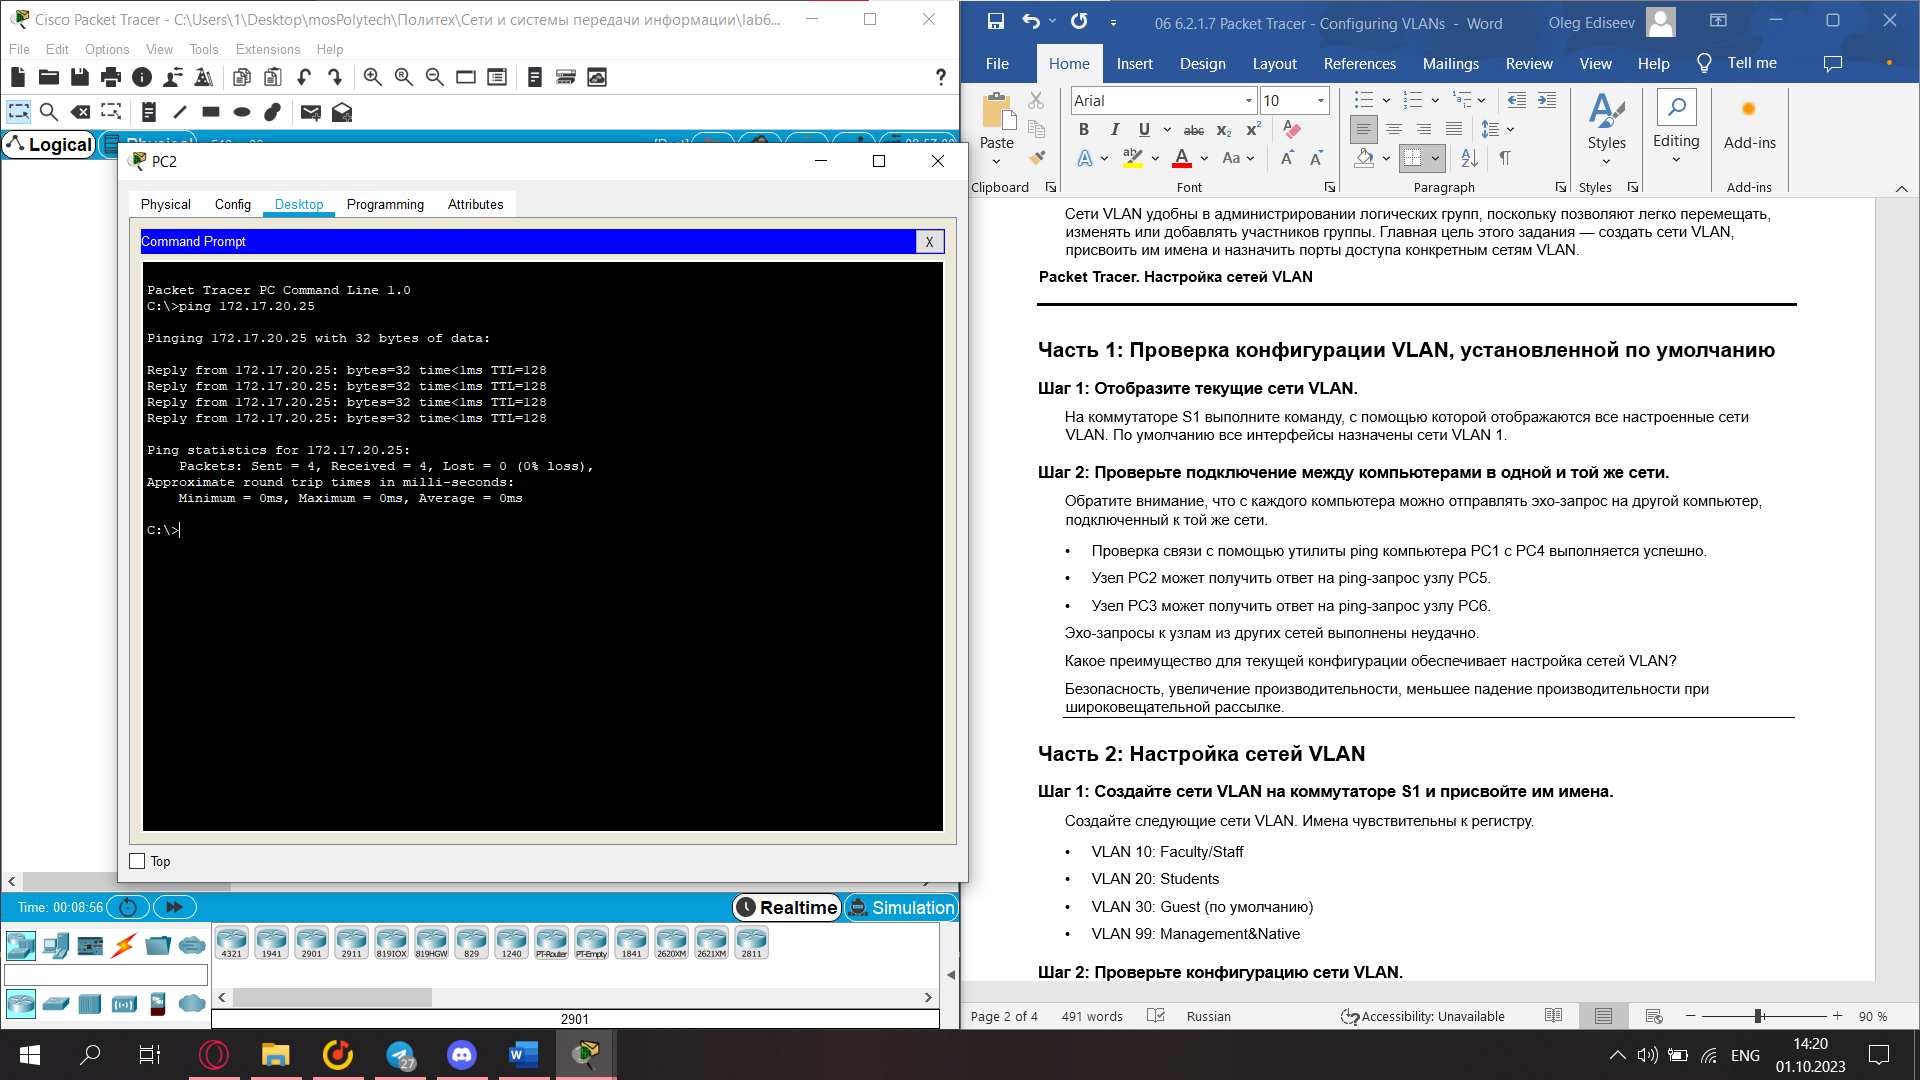 Cisco Packet Tracer - C:\Users\1\Desktop\mosPolytech\Политех\Сети и системы передачи информации\lab6...
File Edit Options View Tools Extensions Help
?
Logical
PC2
Physical Config Desktop Programming Attributes
Command Prompt
X
Packet Tracer PC Command Line 1.0
C:\>ping 172.17.20.25
Pinging 172.17.20.25 with 32 bytes of data:
Reply from 172.17.20.25: bytes=32 time<1ms TTL=128
Reply from 172.17.20.25: bytes=32 time<1ms TTL=128
Reply from 172.17.20.25: bytes=32 time<1ms TTL=128
Reply from 172.17.20.25: bytes=32 time<1ms TTL=128
Ping statistics for 172.17.20.25:
Packets: Sent = 4, Received = 4, Lost = 0 (0% loss),
Approximate round trip times in milli-seconds:
Minimum = 0ms, Maximum = 0ms, Average = 0ms
C:\>
Top
Time: 00:08:56
Realtime Simulation
4321 1941 2901 2911 819IOX 819HGW 829 1240 PT-Router PT-Empty 1841 2620XM 2621XM 2811
2901
06 6.2.1.7 Packet Tracer - Configuring VLANs - Word
Oleg Ediseev
File Home Insert Design Layout References Mailings Review View Help Tell me
Paste
Arial 10
Styles
Editing
Add-ins
Clipboard Font Paragraph Styles Add-ins
Сети VLAN удобны в администрировании логических групп, поскольку позволяют легко перемещать,
изменять или добавлять участников группы. Главная цель этого задания — создать сети VLAN,
присвоить им имена и назначить порты доступа конкретным сетям VLAN.
Packet Tracer. Настройка сетей VLAN
Часть 1: Проверка конфигурации VLAN, установленной по умолчанию
Шаг 1: Отобразите текущие сети VLAN.
На коммутаторе S1 выполните команду, с помощью которой отображаются все настроенные сети
VLAN. По умолчанию все интерфейсы назначены сети VLAN 1.
Шаг 2: Проверьте подключение между компьютерами в одной и той же сети.
Обратите внимание, что с каждого компьютера можно отправлять эхо-запрос на другой компьютер,
подключенный к той же сети.
• Проверка связи с помощью утилиты ping компьютера PC1 с PC4 выполняется успешно.
• Узел PC2 может получить ответ на ping-запрос узлу PC5.
• Узел PC3 может получить ответ на ping-запрос узлу PC6.
Эхо-запросы к узлам из других сетей выполнены неудачно.
Какое преимущество для текущей конфигурации обеспечивает настройка сетей VLAN?
Безопасность, увеличение производительности, меньшее падение производительности при
широковещательной рассылке.
Часть 2: Настройка сетей VLAN
Шаг 1: Создайте сети VLAN на коммутаторе S1 и присвойте им имена.
Создайте следующие сети VLAN. Имена чувствительны к регистру.
• VLAN 10: Faculty/Staff
• VLAN 20: Students
• VLAN 30: Guest (по умолчанию)
• VLAN 99: Management&Native
Шаг 2: Проверьте конфигурацию сети VLAN.
Page 2 of 4 491 words Russian Accessibility: Unavailable 90 %
27
ENG
14:20
01.10.2023